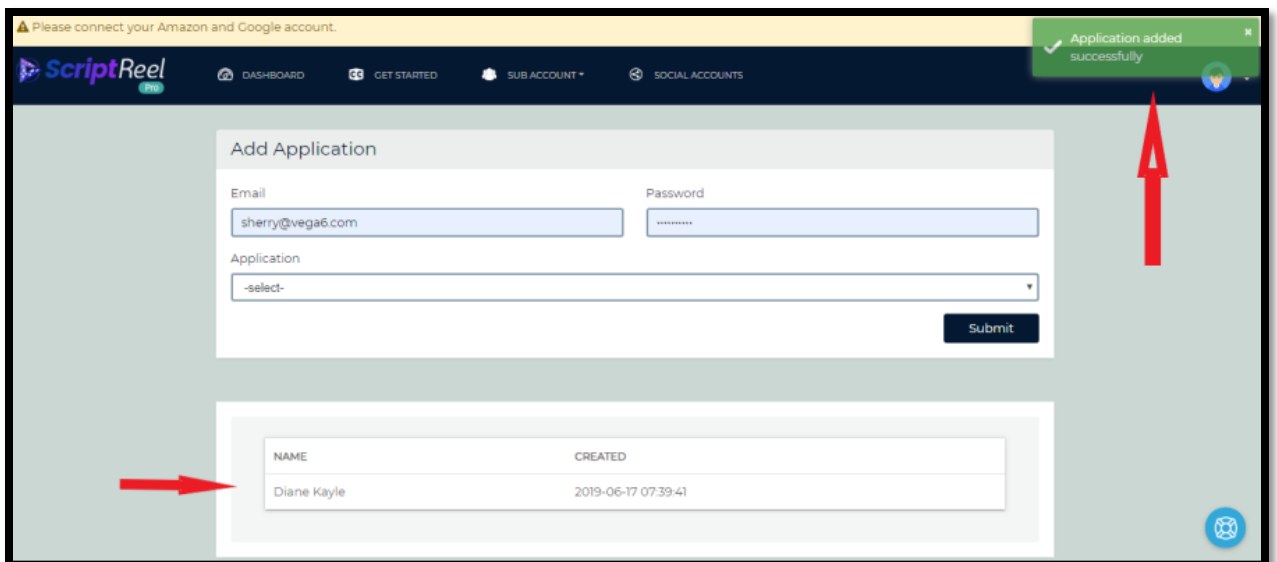 Please connect your Amazon and Google account.
Application added
successfully
ScriptReel
Pro
DASHBOARD GET STARTED SUB ACCOUNT SOCIAL ACCOUNTS
Add Application
Email Password
sherry@vega6.com ••••••••••
Application
-select-
Submit
NAME CREATED
Diane Kayle 2019-06-17 07:39:41